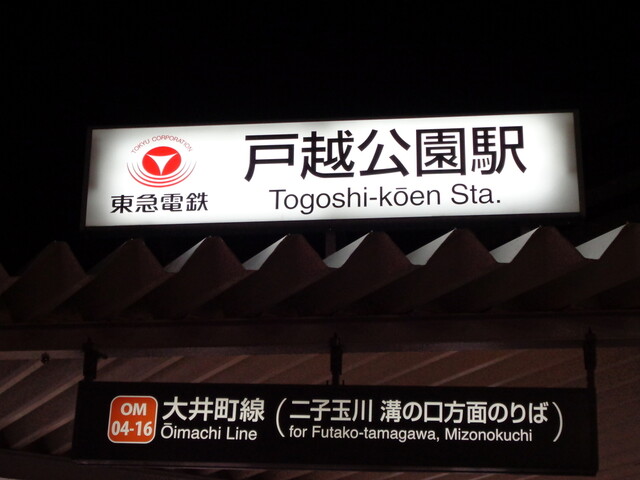 TOKYU CORPORATION
東急電鉄
戸越公園駅
Togoshi-kōen Sta.
OM
04-16
大井町線 (二子玉川 溝の口方面のりば)
Ōimachi Line for Futako-tamagawa, Mizonokuchi